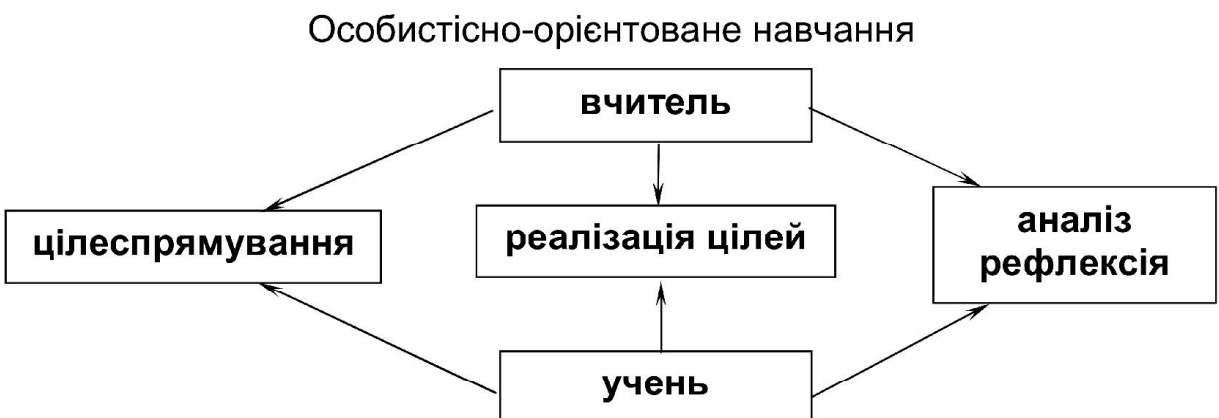 Особистісно-орієнтоване навчання
вчитель
цілеспрямування
реалізація цілей
аналіз
рефлексія
учень